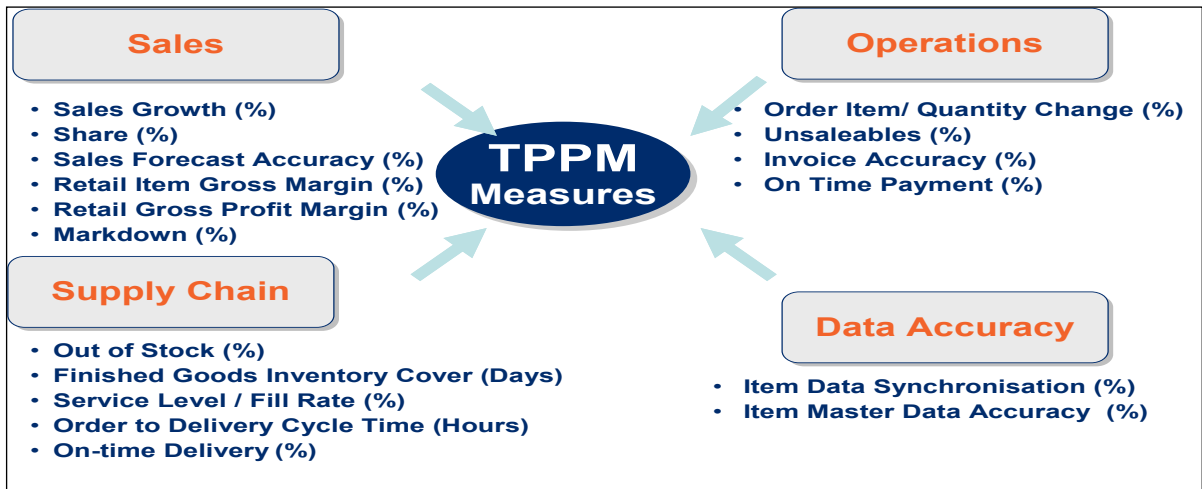 Sales
• Sales Growth (%)
• Share (%)
• Sales Forecast Accuracy (%)
• Retail Item Gross Margin (%)
• Retail Gross Profit Margin (%)
• Markdown (%)
Operations
• Order Item/ Quantity Change (%)
• Unsaleables (%)
• Invoice Accuracy (%)
• On Time Payment (%)
TPPM
Measures
Supply Chain
• Out of Stock (%)
• Finished Goods Inventory Cover (Days)
• Service Level / Fill Rate (%)
• Order to Delivery Cycle Time (Hours)
• On-time Delivery (%)
Data Accuracy
• Item Data Synchronisation (%)
• Item Master Data Accuracy (%)